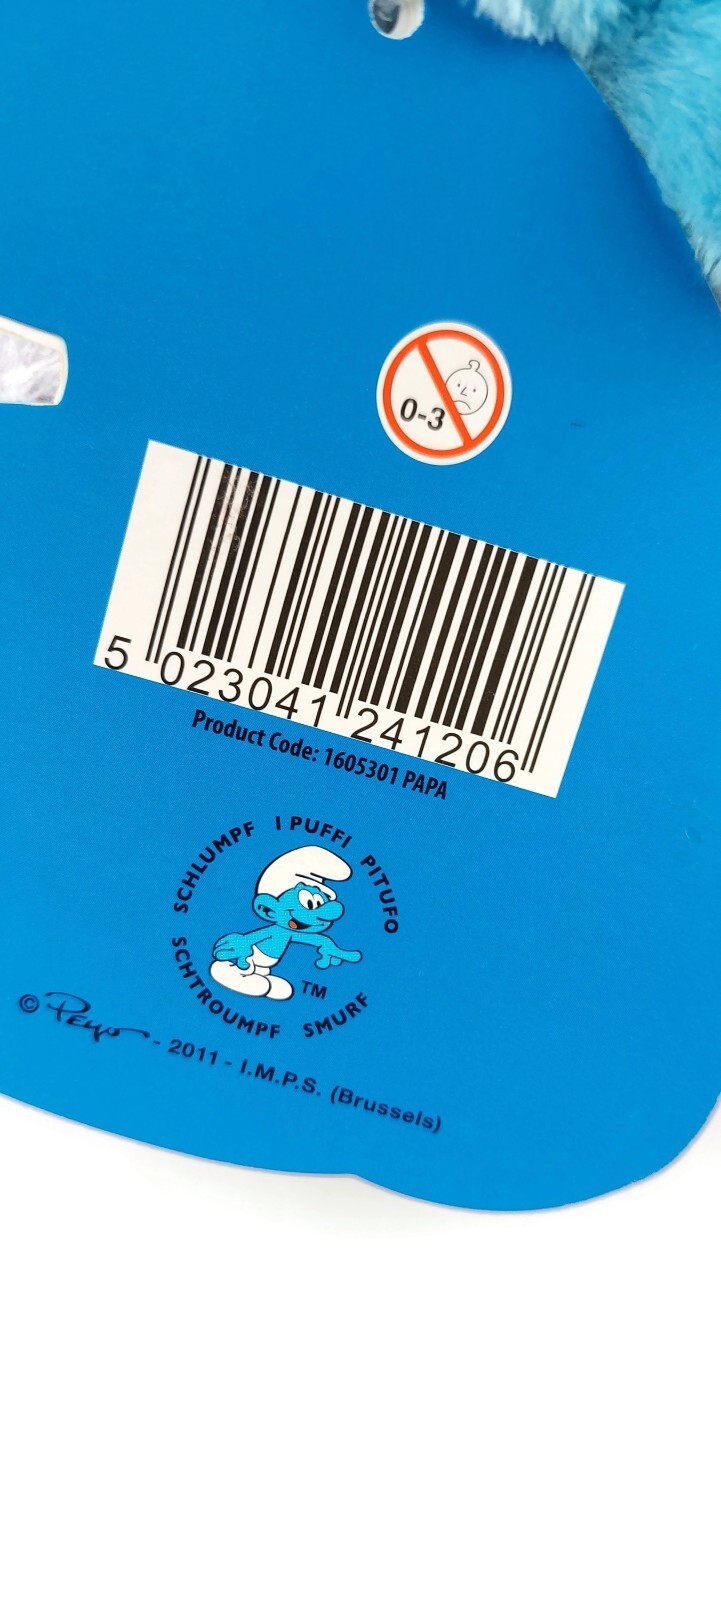 0-3
5 023041 241206
Product Code: 1605301 PAPA
SCHLUMPF I PUFFI PITUFO
SCHTROUMPF SMURF
TM
© Peyo - 2011 - I.M.P.S. (Brussels)